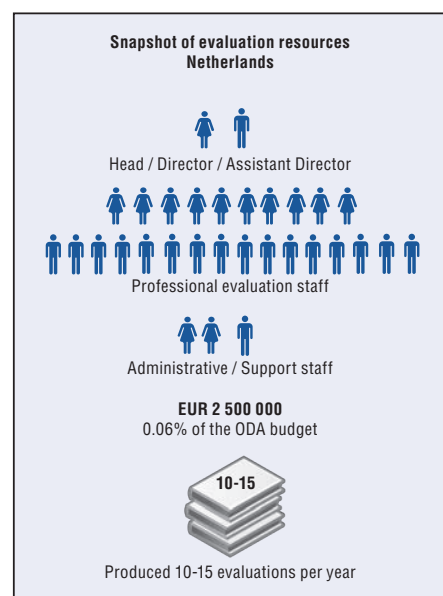 Snapshot of evaluation resources
Netherlands
Head / Director / Assistant Director
Professional evaluation staff
Administrative / Support staff
EUR 2 500 000
0.06% of the ODA budget
10-15
Produced 10-15 evaluations per year